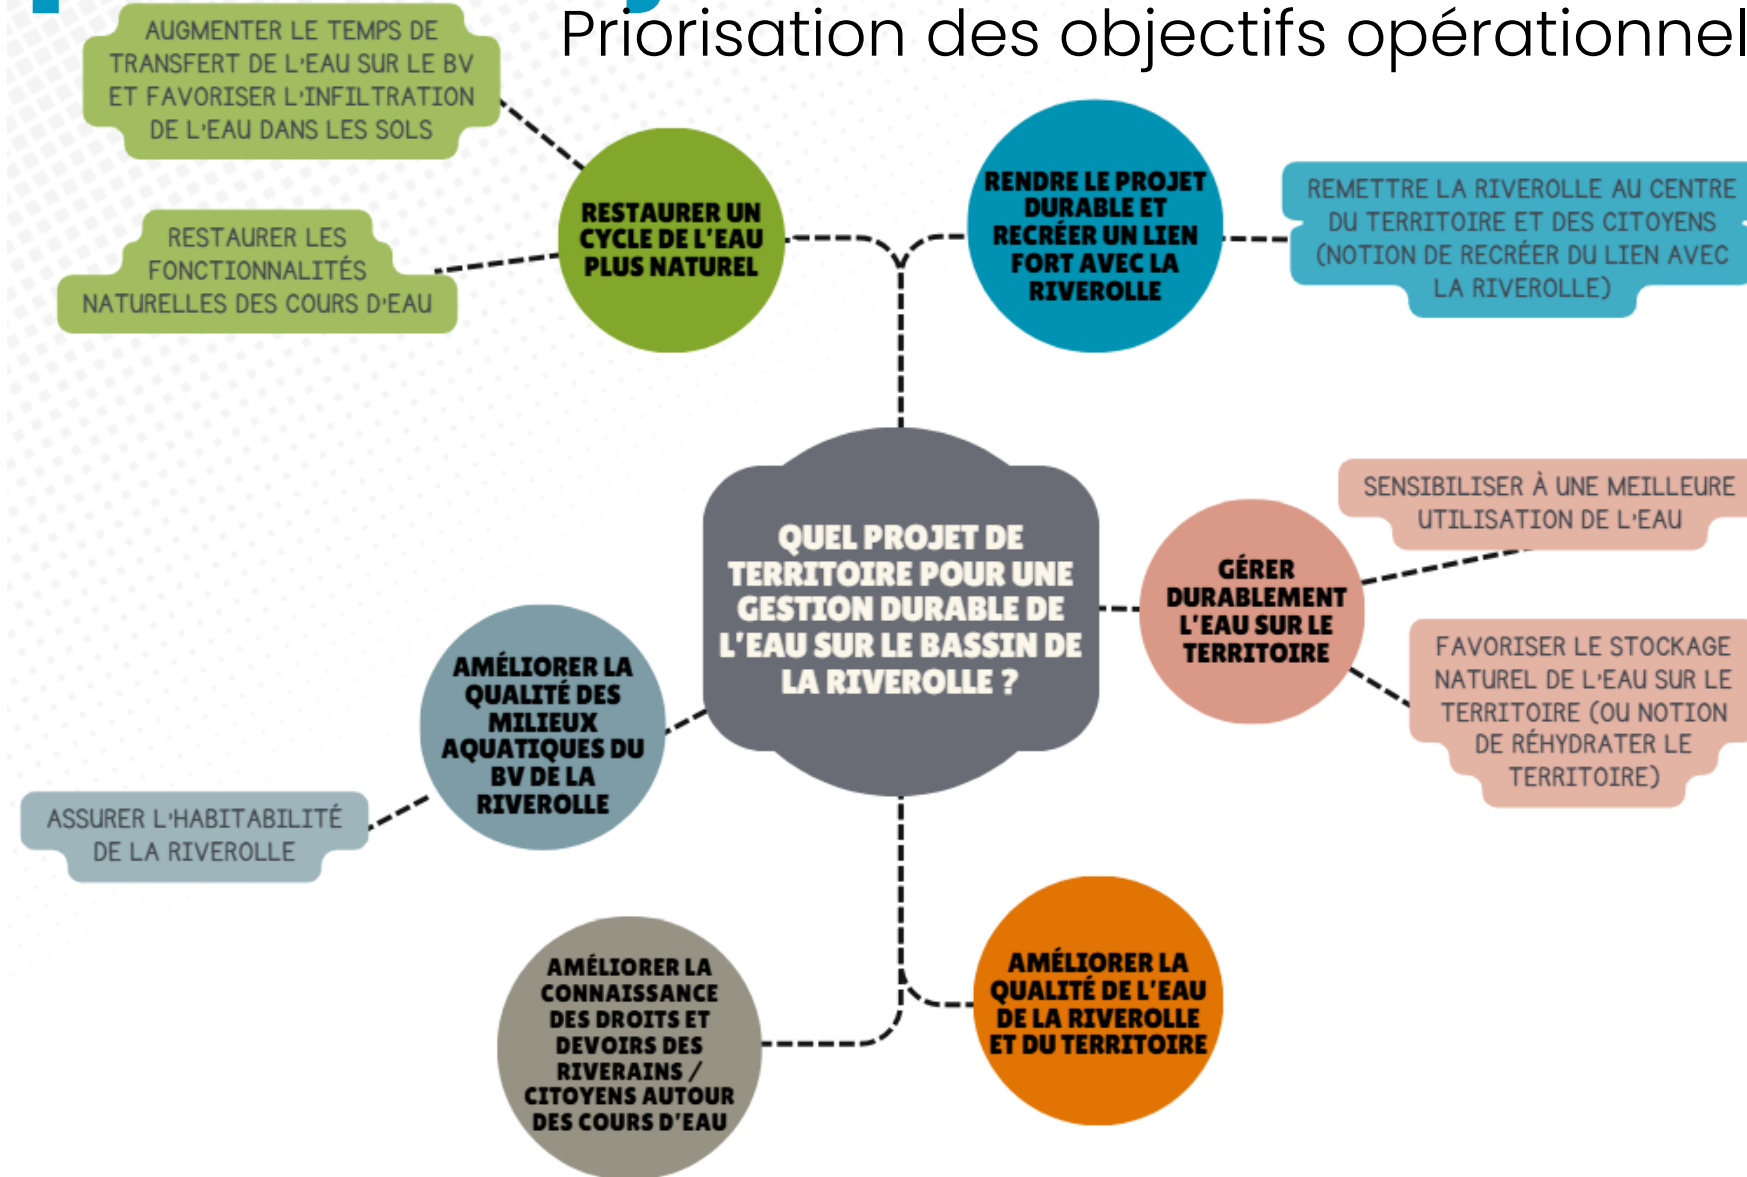 Priorisation des objectifs opérationnel
AUGMENTER LE TEMPS DE
TRANSFERT DE L'EAU SUR LE BV
ET FAVORISER L'INFILTRATION
DE L'EAU DANS LES SOLS
RESTAURER LES
FONCTIONNALITÉS
NATURELLES DES COURS D'EAU
RESTAURER UN
CYCLE DE L'EAU
PLUS NATUREL
RENDRE LE PROJET
DURABLE ET
RECRÉER UN LIEN
FORT AVEC LA
RIVEROLLE
REMETTRE LA RIVEROLLE AU CENTRE
DU TERRITOIRE ET DES CITOYENS
(NOTION DE RECRÉER DU LIEN AVEC
LA RIVEROLLE)
QUEL PROJET DE
TERRITOIRE POUR UNE
GESTION DURABLE DE
L'EAU SUR LE BASSIN DE
LA RIVEROLLE ?
SENSIBILISER À UNE MEILLEURE
UTILISATION DE L'EAU
GÉRER
DURABLEMENT
L'EAU SUR LE
TERRITOIRE
FAVORISER LE STOCKAGE
NATUREL DE L'EAU SUR LE
TERRITOIRE (OU NOTION
DE RÉHYDRATER LE
TERRITOIRE)
AMÉLIORER LA
QUALITÉ DES
MILIEUX
AQUATIQUES DU
BV DE LA
RIVEROLLE
ASSURER L'HABITABILITÉ
DE LA RIVEROLLE
AMÉLIORER LA
CONNAISSANCE
DES DROITS ET
DEVOIRS DES
RIVERAINS /
CITOYENS AUTOUR
DES COURS D'EAU
AMÉLIORER LA
QUALITÉ DE L'EAU
DE LA RIVEROLLE
ET DU TERRITOIRE